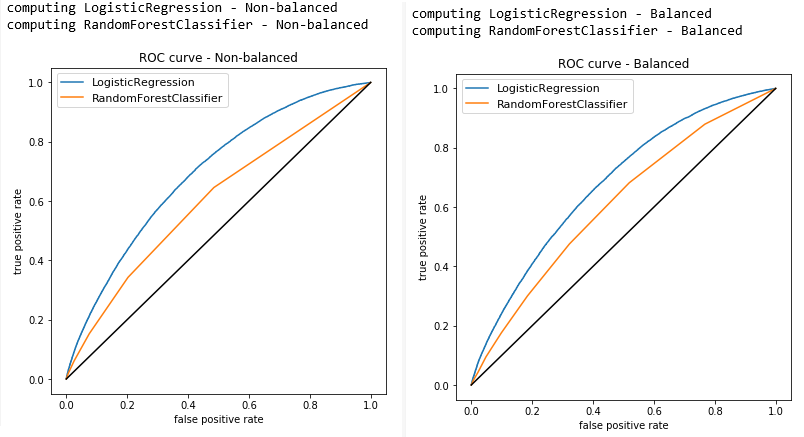 computing LogisticRegression - Non-balanced
computing RandomForestClassifier - Non-balanced
ROC curve - Non-balanced
LogisticRegression
RandomForestClassifier
true positive rate
1.0
0.8
0.6
0.4
0.2
0.0
0.0 0.2 0.4 0.6 0.8 1.0
false positive rate
computing LogisticRegression - Balanced
computing RandomForestClassifier - Balanced
ROC curve - Balanced
LogisticRegression
RandomForestClassifier
true positive rate
1.0
0.8
0.6
0.4
0.2
0.0
0.0 0.2 0.4 0.6 0.8 1.0
false positive rate